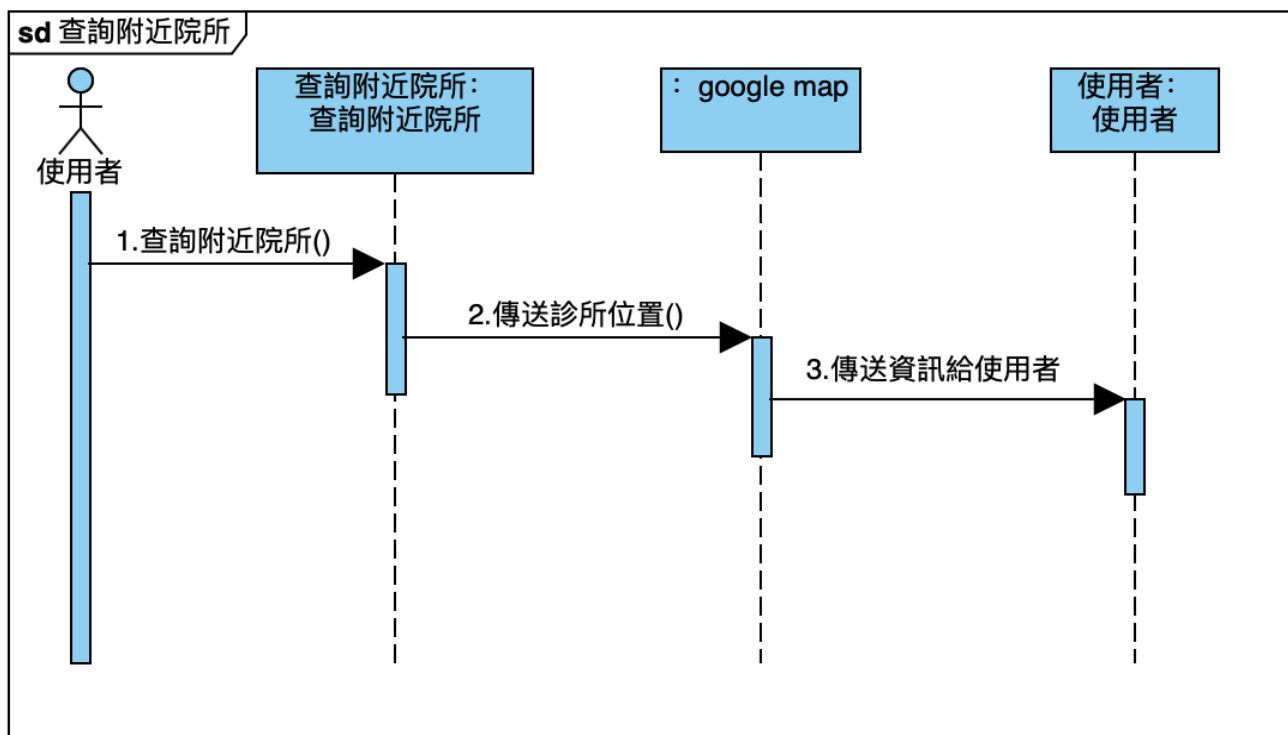 sd 查詢附近院所
使用者
查詢附近院所：
查詢附近院所
： google map
使用者：
使用者
1.查詢附近院所()
2.傳送診所位置()
3.傳送資訊給使用者